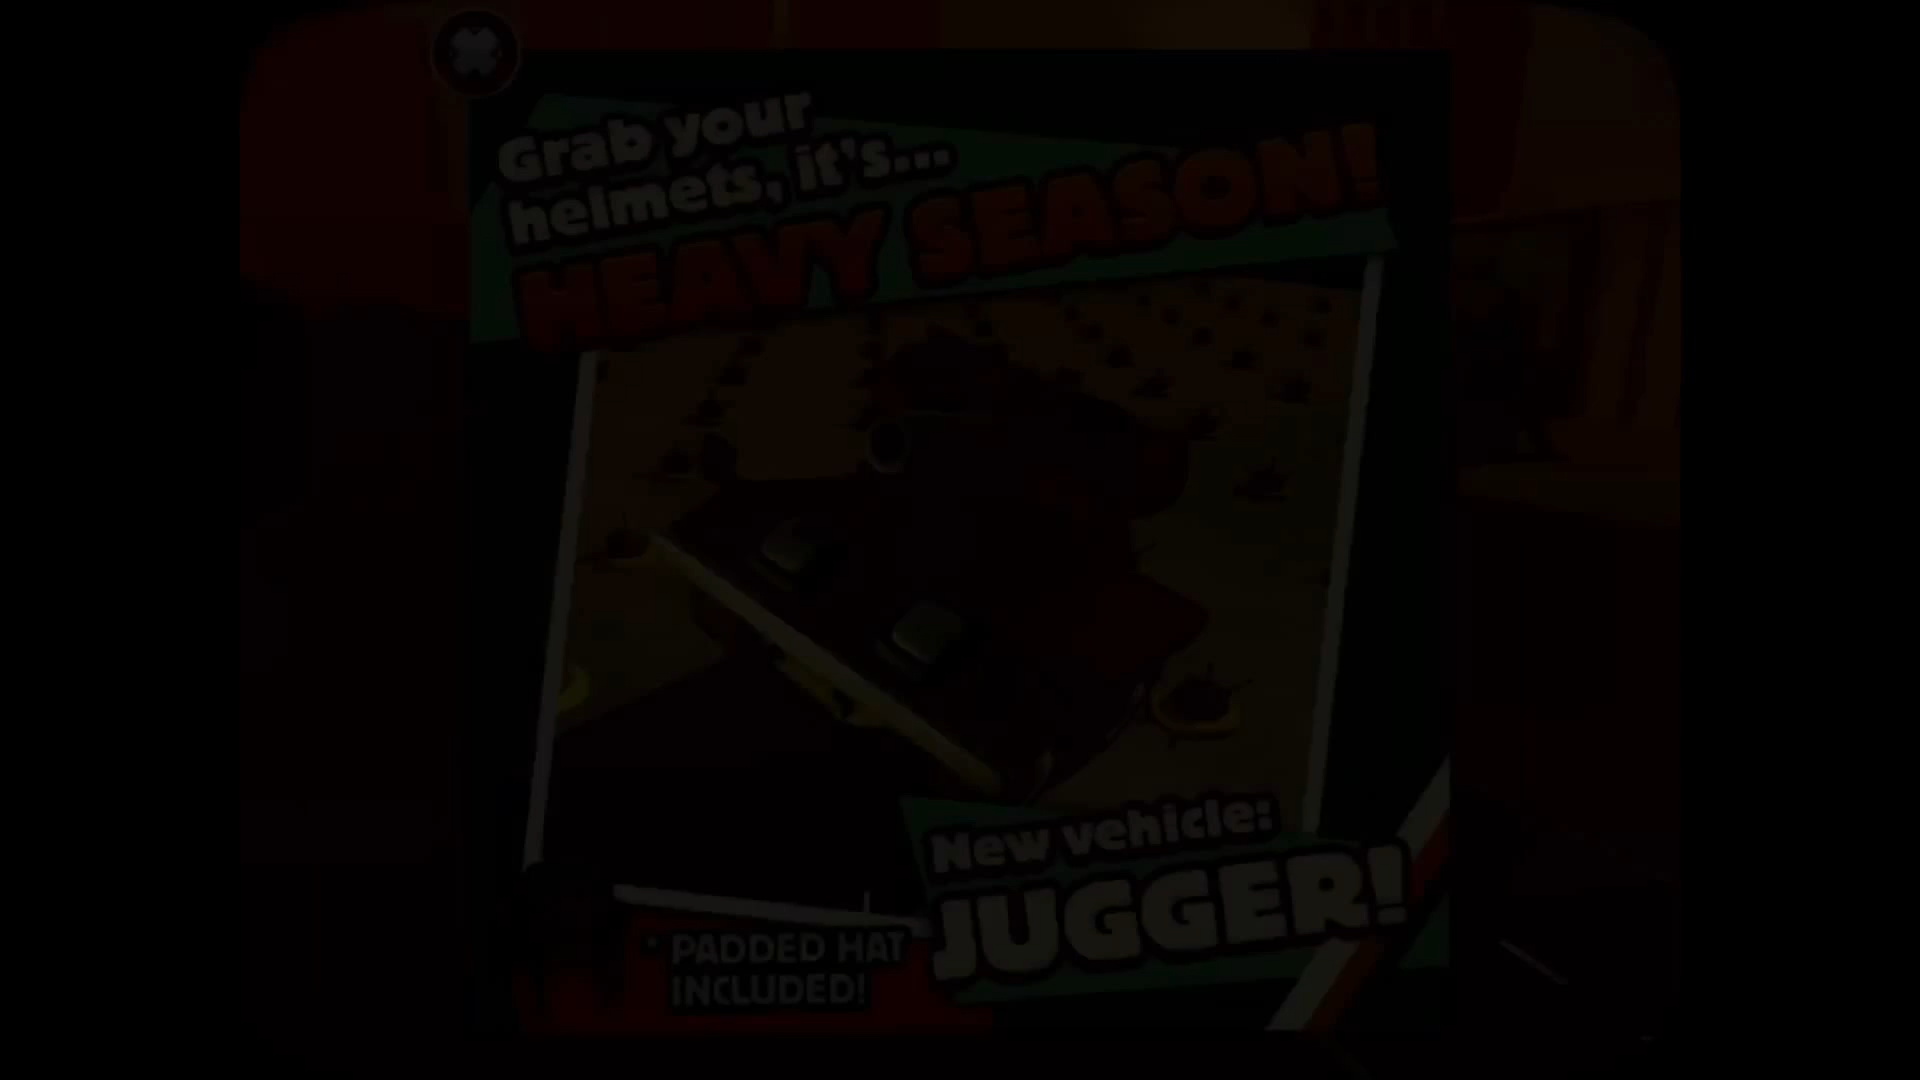 Grab your
helmets, it's...
HEAVY SEASON!
New vehicle:
JUGGER!
* PADDED HAT
INCLUDED!